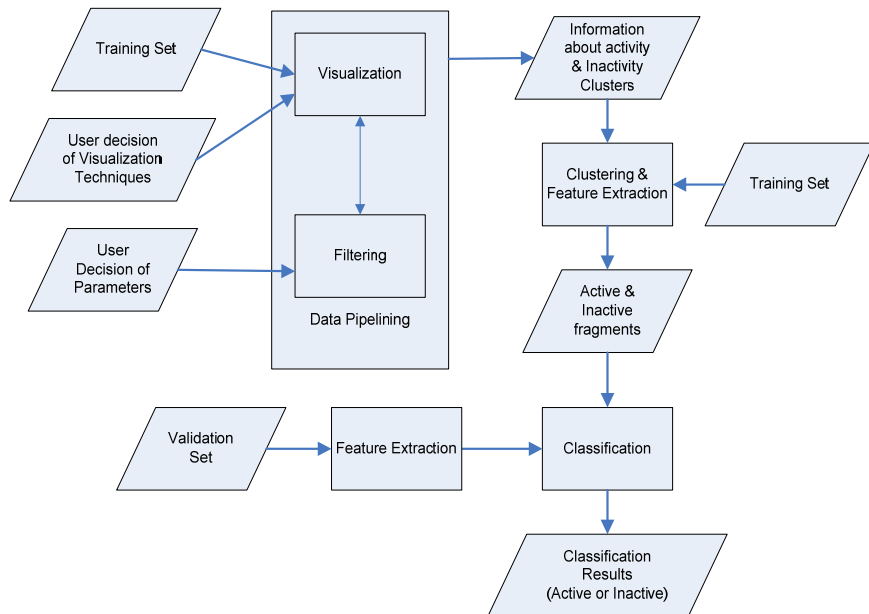 Training Set
Visualization
Information
about activity
& Inactivity
Clusters
User decision
of Visualization
Techniques
Clustering &
Feature Extraction
Training Set
User
Decision of
Parameters
Filtering
Data Pipelining
Active &
Inactive
fragments
Validation
Set
Feature Extraction
Classification
Classification
Results
(Active or Inactive)